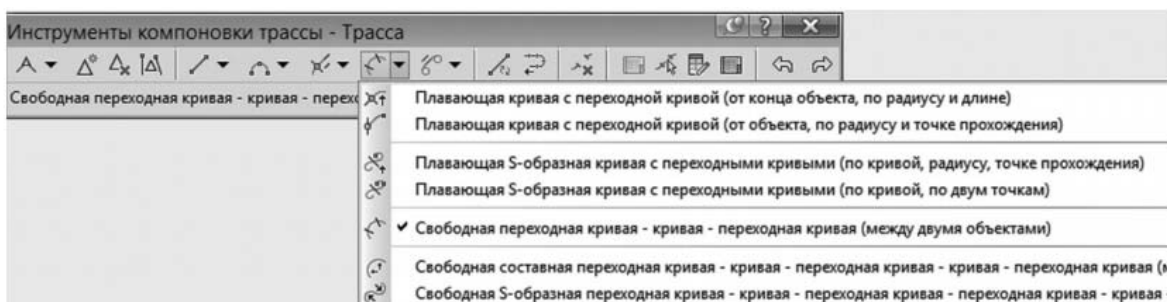 Инструменты компоновки трассы - Трасса
Свободная переходная кривая - кривая -
Плавающая кривая с переходной кривой (от конца объекта, по радиусу и длине)
Плавающая кривая с переходной кривой (от объекта, по радиусу и точке прохождения)
Плавающая S-образная кривая с переходными кривыми (по кривой, радиусу, точке прохождения)
Плавающая S-образная кривая с переходными кривыми (по кривой, по двум точкам)
Свободная переходная кривая - кривая - переходная кривая (между двумя объектами)
Свободная составная переходная кривая - кривая - переходная кривая - кривая - переходная кривая
Свободная S-образная переходная кривая - кривая - переходная кривая - переходная кривая - кривая -